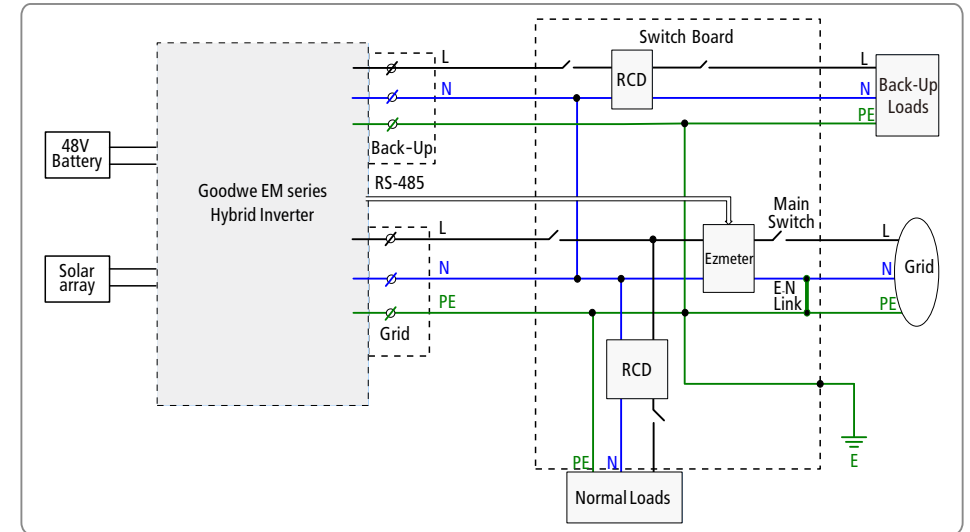 Switch Board
L
RCD
L
N
N
Back-Up
Loads
PE
Back-Up
48V
Battery
RS-485
Goodwe EM series
Hybrid Inverter
Main
Switch
L
L
Ezmeter
N
N
Grid
Solar
array
E.N
Link
PE
PE
Grid
RCD
E
PE
N
Normal Loads